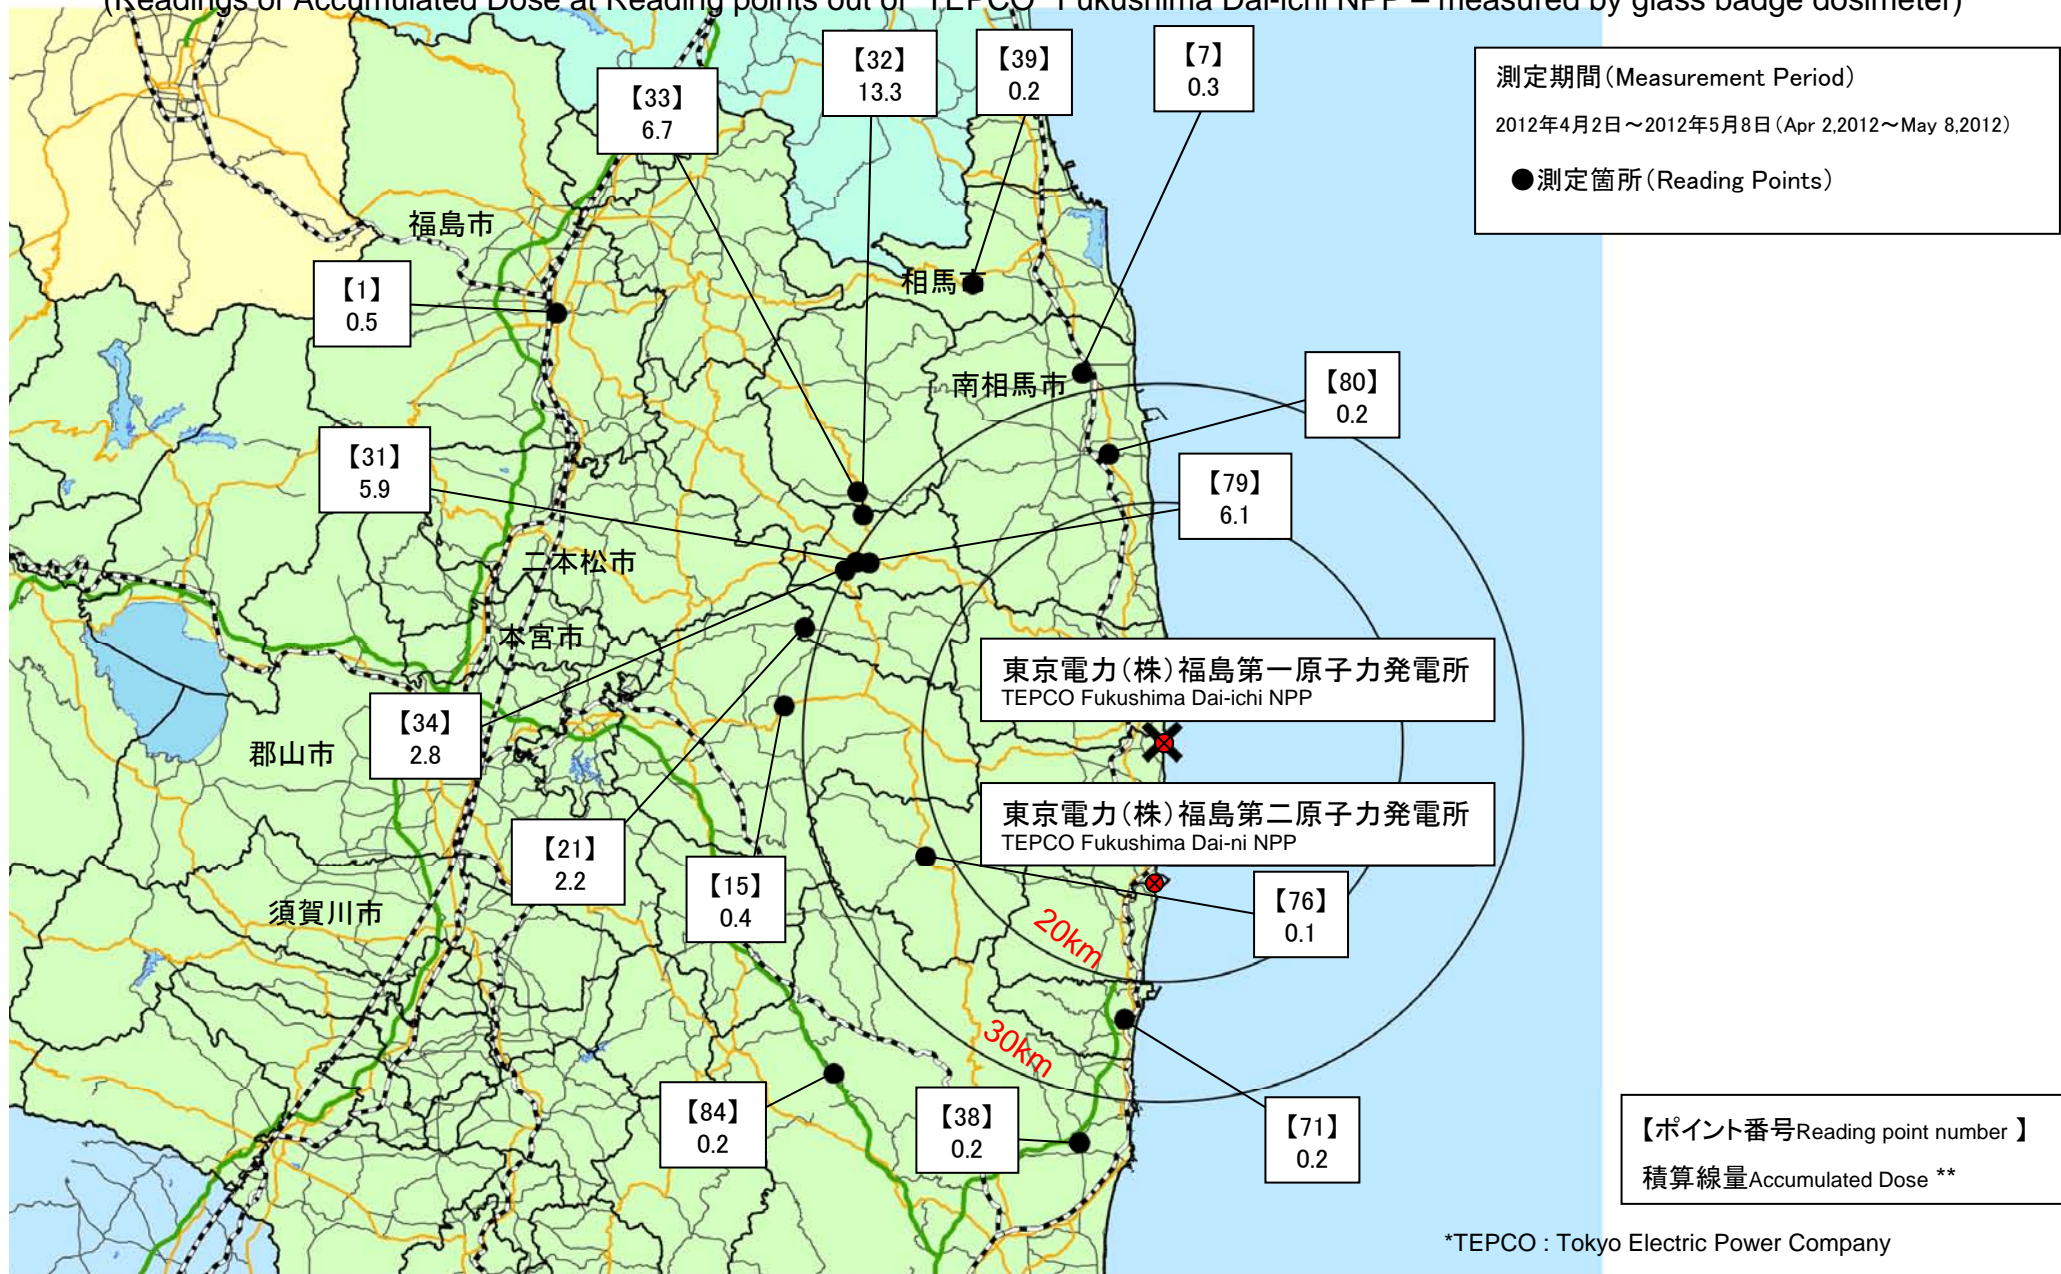 (Readings of Accumulated Dose at Reading points out of *TEPCO* Fukushima Dai-ichi NPP – measured by glass badge dosimeter)
測定期間(Measurement Period)
2012年4月2日～2012年5月8日(Apr 2,2012～May 8,2012)
●測定箇所(Reading Points)
【32】
13.3
【39】
0.2
【7】
0.3
【33】
6.7
福島市
相馬市
【1】
0.5
南相馬市
【80】
0.2
【31】
5.9
【79】
6.1
二本松市
本宮市
東京電力(株)福島第一原子力発電所
TEPCO Fukushima Dai-ichi NPP
【34】
2.8
郡山市
東京電力(株)福島第二原子力発電所
TEPCO Fukushima Dai-ni NPP
【21】
2.2
【15】
0.4
須賀川市
【76】
0.1
20km
30km
【84】
0.2
【38】
0.2
【71】
0.2
【ポイント番号Reading point number 】
積算線量Accumulated Dose **
*TEPCO : Tokyo Electric Power Company